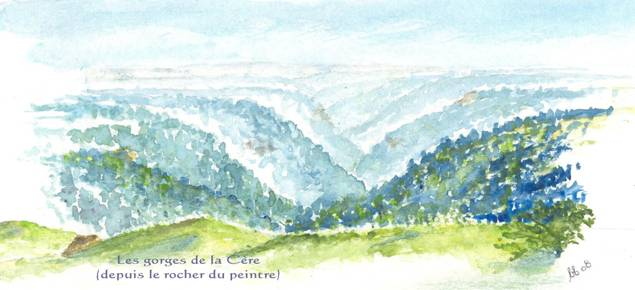 Les gorges de la Cère
(depuis le rocher du peintre)